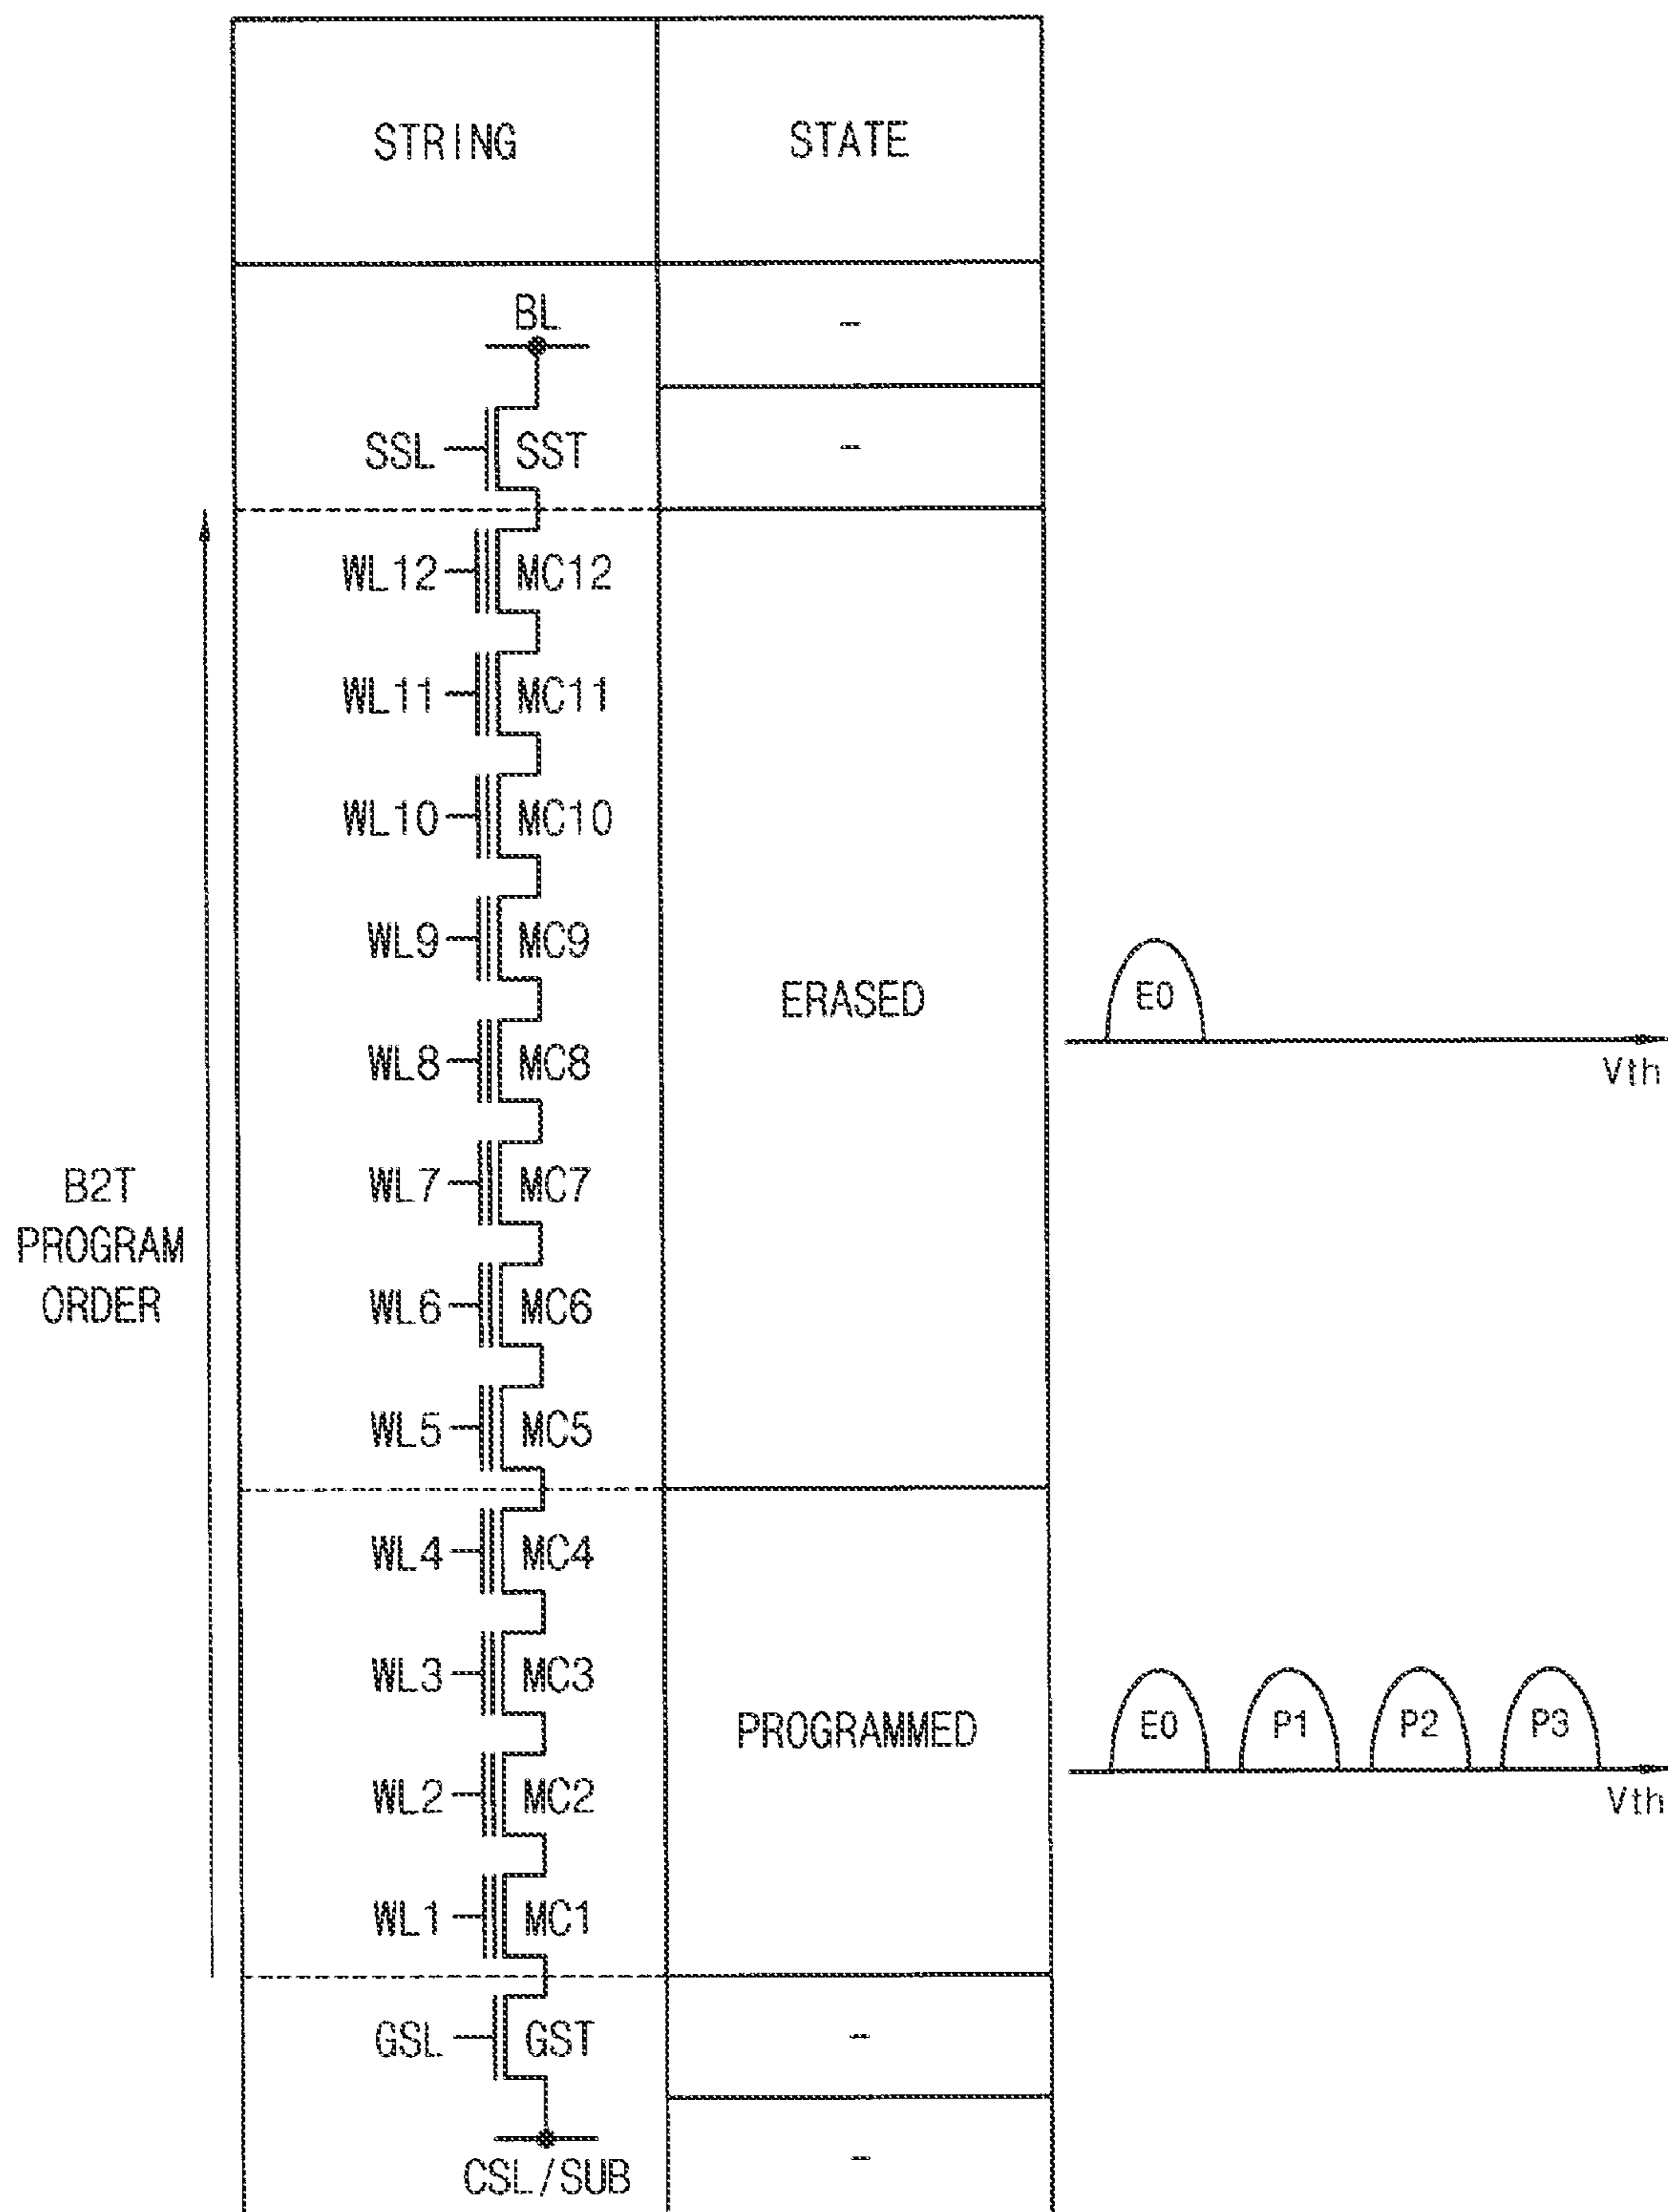 STRING STATE
BL -
SSL SST -
WL12 MC12
WL11 MC11
WL10 MC10
WL9 MC9
ERASED
E0
WL8 MC8
Vth
WL7 MC7
B2T
PROGRAM
ORDER
WL6 MC6
WL5 MC5
WL4 MC4
WL3 MC3
PROGRAMMED
E0 P1 P2 P3
WL2 MC2
Vth
WL1 MC1
GSL GST -
CSL/SUB -